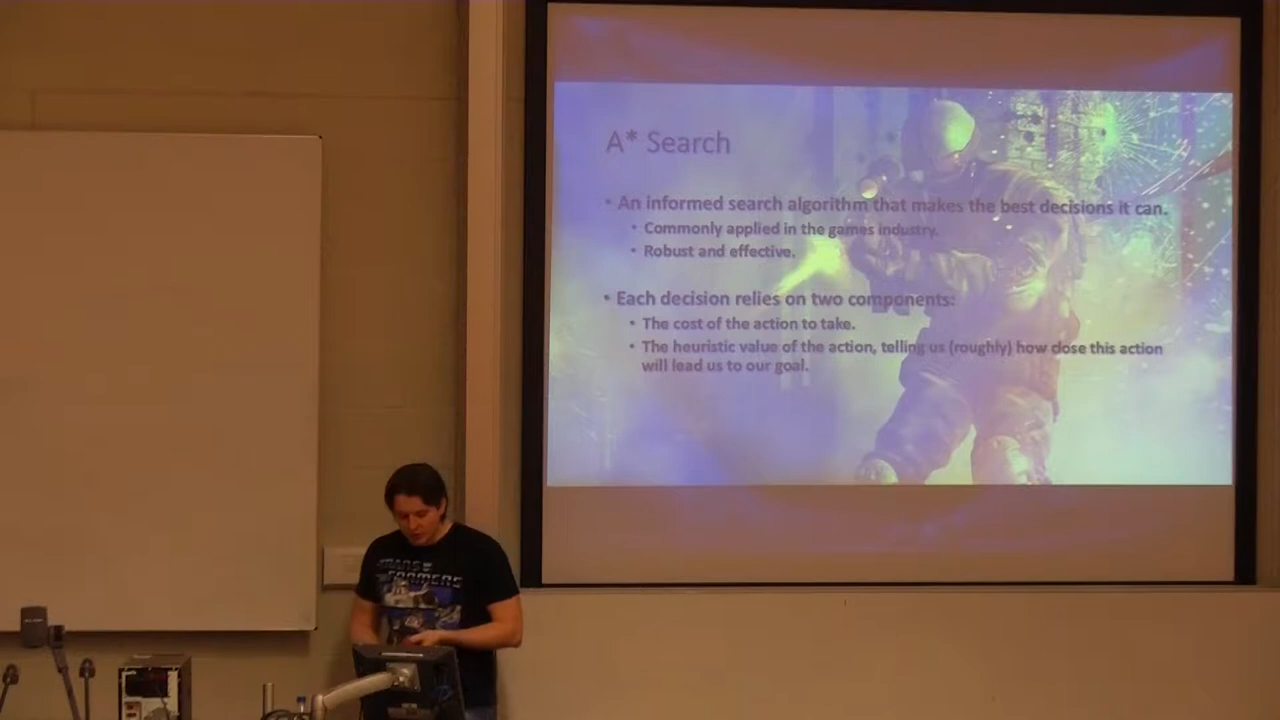 A* Search
• An informed search algorithm that makes the best decisions it can.
• Commonly applied in the games industry.
• Robust and effective.
• Each decision relies on two components:
• The cost of the action to take.
• The heuristic value of the action, telling us (roughly) how close this action
will lead us to our goal.
TRANS
FORMERS